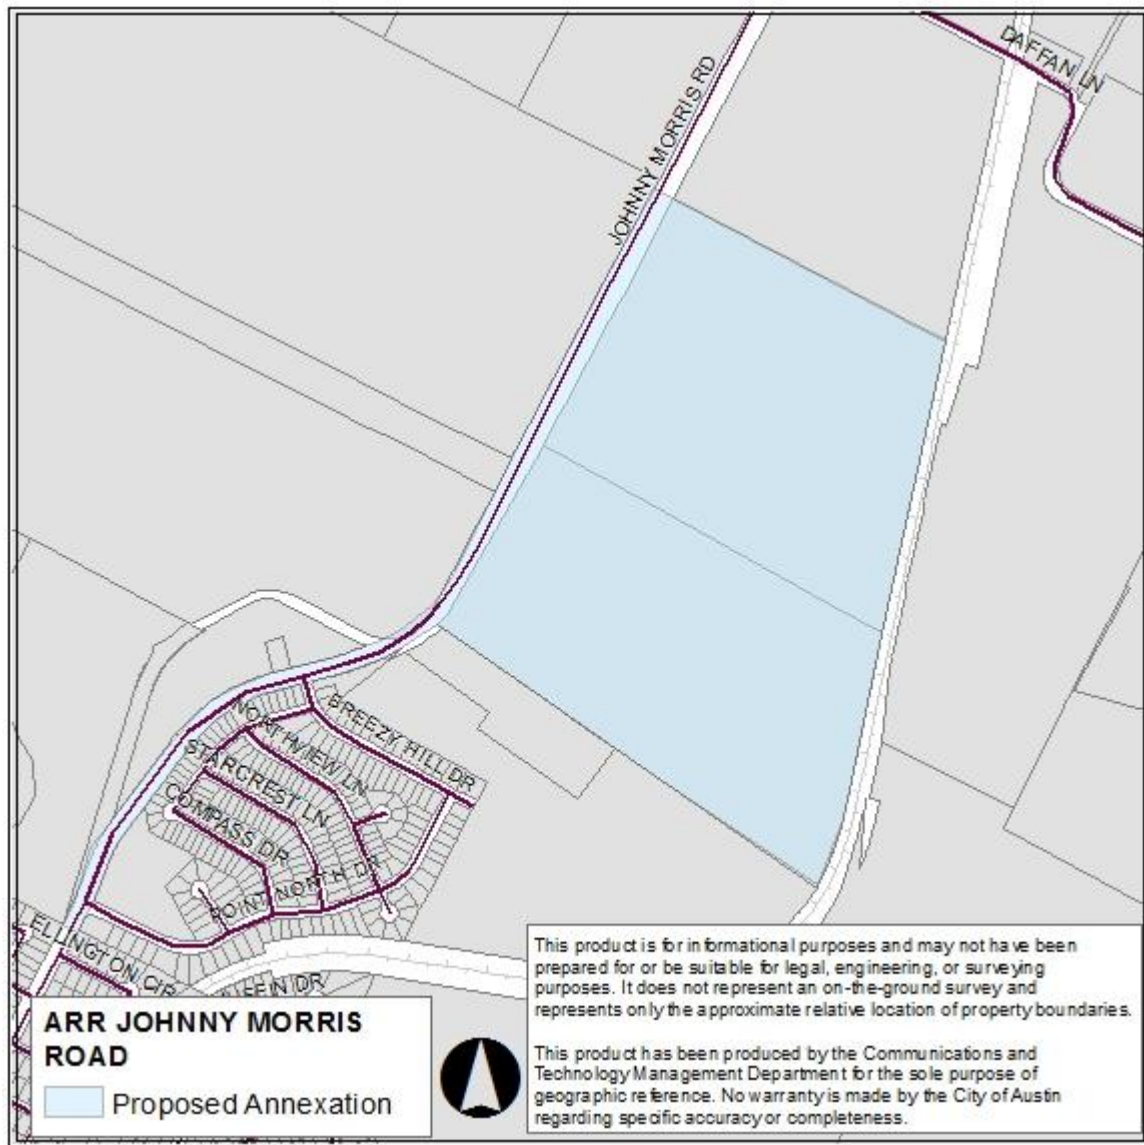 DAFFAN LN
JOHNNY MORRIS RD
BREEZY HILL DR
NORTHVIEW LN
STARCREST LN
COMPASS DR
POINT NORTH DR
ELLINGTON CIR
DR
ARR JOHNNY MORRIS
ROAD
Proposed Annexation
This product is for informational purposes and may not have been
prepared for or be suitable for legal, engineering, or surveying
purposes. It does not represent an on-the-ground survey and
represents only the approximate relative location of property boundaries.
This product has been produced by the Communications and
Technology Management Department for the sole purpose of
geographic reference. No warranty is made by the City of Austin
regarding specific accuracy or completeness.